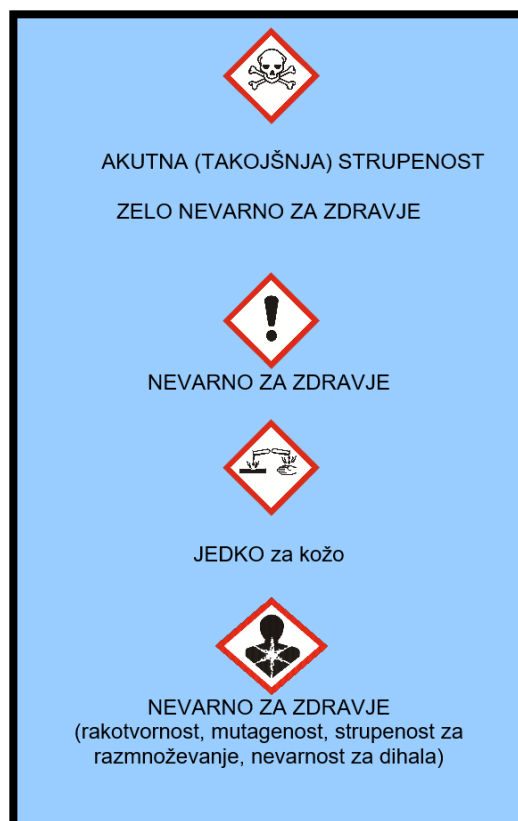 AKUTNA (TAKOJŠNJA) STRUPENOST
ZELO NEVARNO ZA ZDRAVJE
NEVARNO ZA ZDRAVJE
JEDKO za kožo
NEVARNO ZA ZDRAVJE
(rakotvornost, mutagenost, strupenost za
razmnoževanje, nevarnost za dihala)